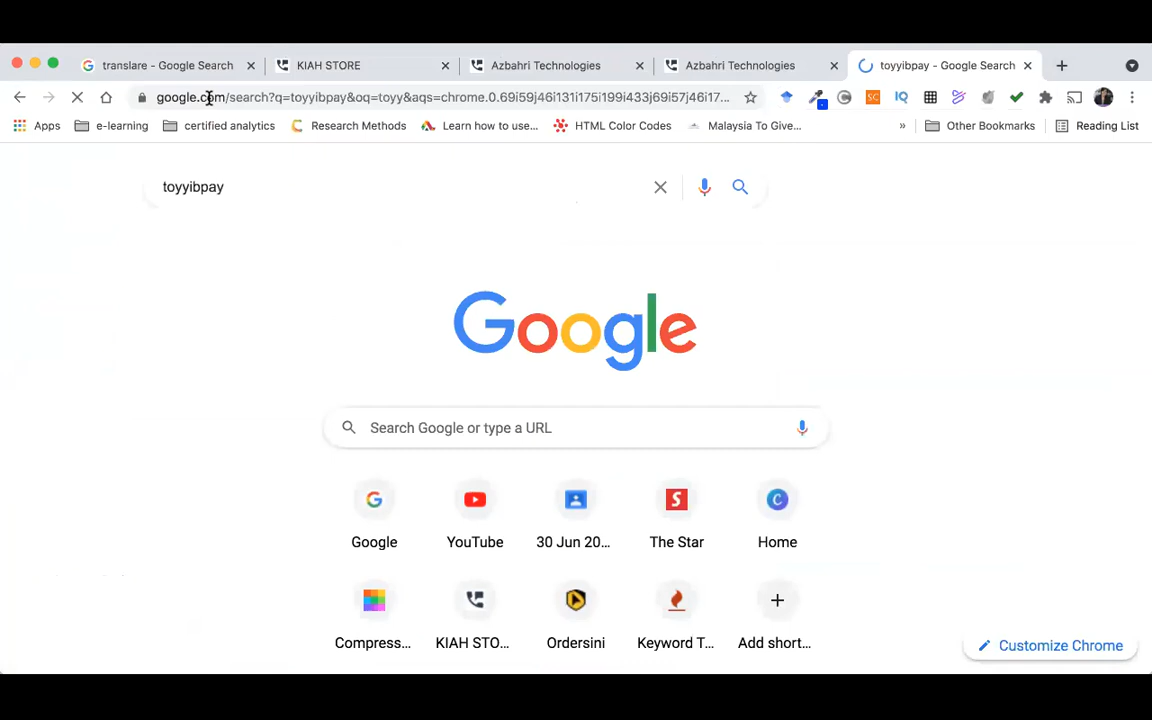 translare - Google Search
KIAH STORE
Azbahri Technologies
Azbahri Technologies
toyyibpay - Google Search
google.com/search?q=toyyibpay&oq=toyy&aqs=chrome.0.69i59j46i131i175i199i433j69i57j46i17...
Apps
e-learning
certified analytics
Research Methods
Learn how to use...
HTML Color Codes
Malaysia To Give...
»
Other Bookmarks
Reading List
toyyibpay
Google
Search Google or type a URL
Google
YouTube
30 Jun 20...
The Star
Home
Compress...
KIAH STO...
Ordersini
Keyword T...
Add short...
Customize Chrome